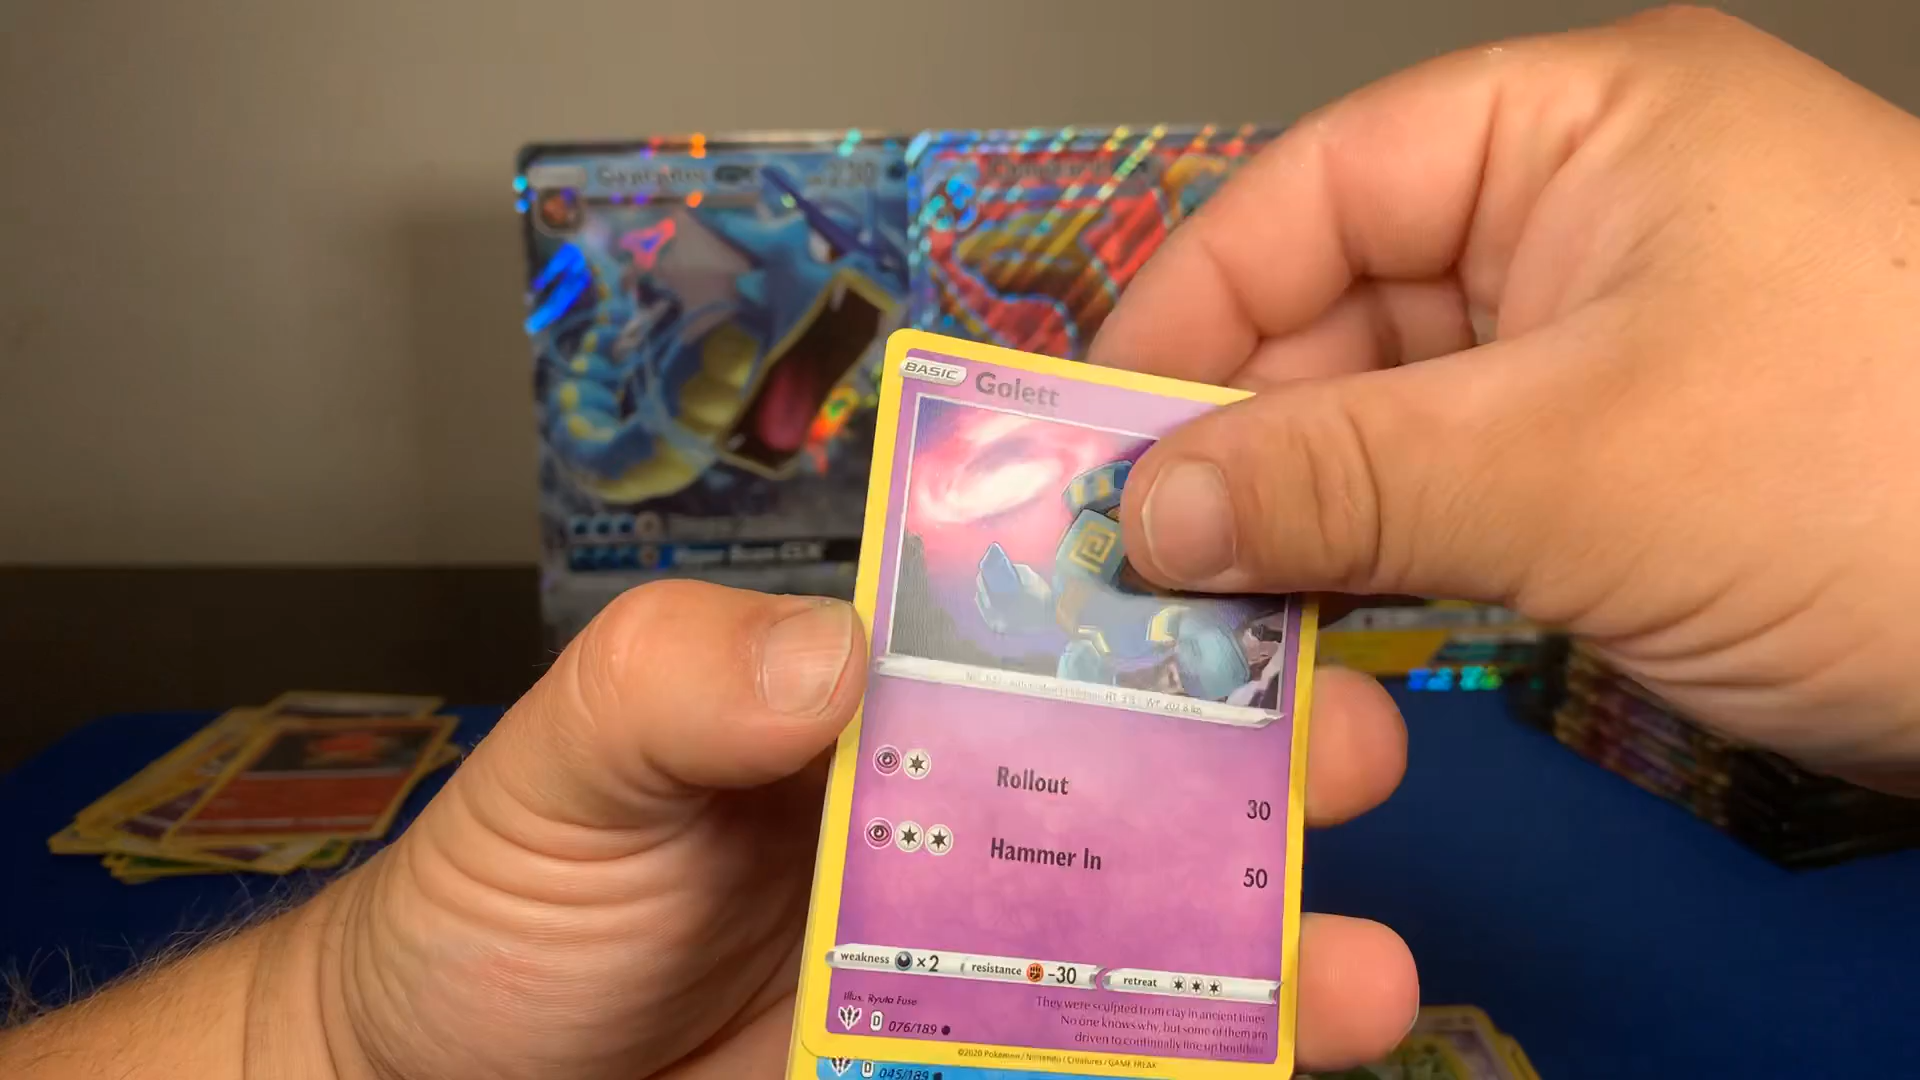 230
BASIC Golett
Rollout
30
Hammer In
50
weakness ×2 resistance -30 retreat
Illus. Ryuta Fuse
D 076/189
They were sculpted from clay in ancient times.
No one knows why, but some of them are
driven to continually line up boulders.
©2020 Pokémon / Nintendo / Creatures / GAME FREAK
D 045/189